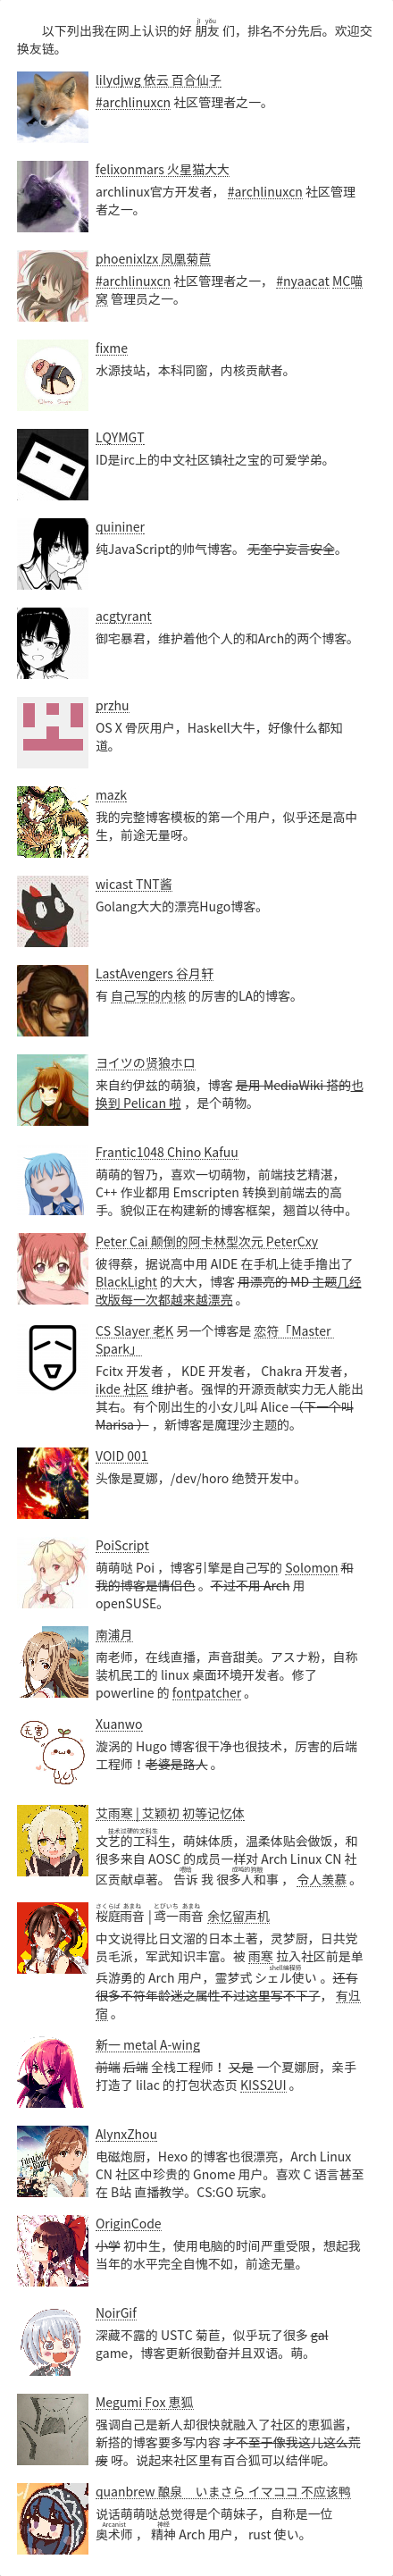 以下列出我在网上认识的好 朋友 们，排名不分先后。欢迎交
jī yǒu
换友链。
lilydjwg 依云 百合仙子
#archlinuxcn 社区管理者之一。
felixonmars 火星猫大大
archlinux官方开发者， #archlinuxcn 社区管理
者之一。
phoenixlzx 凤凰菊苣
#archlinuxcn 社区管理者之一， #nyaacat MC喵
窝 管理员之一。
fixme
水源技站，本科同窗，内核贡献者。
LQYMGT
ID是irc上的中文社区镇社之宝的可爱学弟。
quininer
纯JavaScript的帅气博客。 无奎宁妄言安全。
acgtyrant
御宅暴君，维护着他个人的和Arch的两个博客。
przhu
OS X 骨灰用户，Haskell大牛，好像什么都知
道。
mazk
我的完整博客模板的第一个用户，似乎还是高中
生，前途无量呀。
wicast TNT酱
Golang大大的漂亮Hugo博客。
LastAvengers 谷月轩
有 自己写的内核 的厉害的LA的博客。
ヨイツの贤狼ホロ
来自约伊兹的萌狼，博客 是用 MediaWiki 搭的也
换到 Pelican 啦 ，是个萌物。
Frantic1048 Chino Kafuu
萌萌的智乃，喜欢一切萌物，前端技艺精湛，
C++ 作业都用 Emscripten 转换到前端去的高
手。貌似正在构建新的博客框架，翘首以待中。
Peter Cai 颠倒的阿卡林型次元 PeterCxy
彼得蔡，据说高中用 AIDE 在手机上徒手撸出了
BlackLight 的大大，博客 用漂亮的 MD 主题几经
改版每一次都越来越漂亮 。
CS Slayer 老K 另一个博客是 恋符「Master
Spark」
Fcitx 开发者 ， KDE 开发者， Chakra 开发者，
ikde 社区 维护者。强悍的开源贡献实力无人能出
其右。有个刚出生的小女儿叫 Alice （下一个叫
Marisa ） ，新博客是魔理沙主题的。
VOID 001
头像是夏娜，/dev/horo 绝赞开发中。
PoiScript
萌萌哒 Poi ，博客引擎是自己写的 Solomon 和
我的博客是情侣色 。不过不用 Arch 用
openSUSE。
南浦月
南老师，在线直播，声音甜美。アスナ粉，自称
装机民工的 linux 桌面环境开发者。修了
powerline 的 fontpatcher 。
无害
Xuanwo
漩涡的 Hugo 博客很干净也很技术，厉害的后端
工程师！老婆是路人 。
艾雨寒 | 艾颖初 初等记忆体
技术过硬的文科生
文艺的工科生，萌妹体质，温柔体贴会做饭，和
很多来自 AOSC 的成员一样对 Arch Linux CN 社
区贡献卓著。 告诉 我 很多人和事 ， 令人羡慕 。
さくらば あまね とびいち あまね
桜庭雨音 | 鸢一雨音 余忆留声机
中文说得比日文溜的日本土著，灵梦厨，日共党
员毛派，军武知识丰富。被 雨寒 拉入社区前是单
shell编程师
兵游勇的 Arch 用户，霊梦式 シェル使い 。还有
很多不符年龄迷之属性不过这里写不下了， 有归
宿 。
新一 metal A-wing
前端 后端 全栈工程师！ 又是 一个夏娜厨，亲手
打造了 lilac 的打包状态页 KISS2UI 。
AlynxZhou
电磁炮厨，Hexo 的博客也很漂亮，Arch Linux
CN 社区中珍贵的 Gnome 用户。喜欢 C 语言甚至
在 B站 直播教学。CS:GO 玩家。
OriginCode
小学 初中生，使用电脑的时间严重受限，想起我
当年的水平完全自愧不如，前途无量。
NoirGif
深藏不露的 USTC 菊苣，似乎玩了很多 gal
game，博客更新很勤奋并且双语。萌。
Megumi Fox 恵狐
强调自己是新人却很快就融入了社区的恵狐酱，
新搭的博客要多写内容 才不至于像我这儿这么荒
废 呀。说起来社区里有百合狐可以结伴呢。
quanbrew 酿泉 いまさら イマココ 不应该鸭
说话萌萌哒总觉得是个萌妹子，自称是一位
Arcanist 神经
奥术师 ， 精神 Arch 用户， rust 使い。